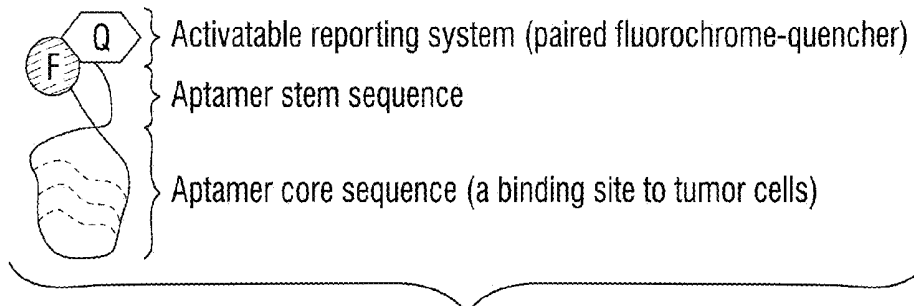 Q
F
Activatable reporting system (paired fluorochrome-quencher)
Aptamer stem sequence
Aptamer core sequence (a binding site to tumor cells)